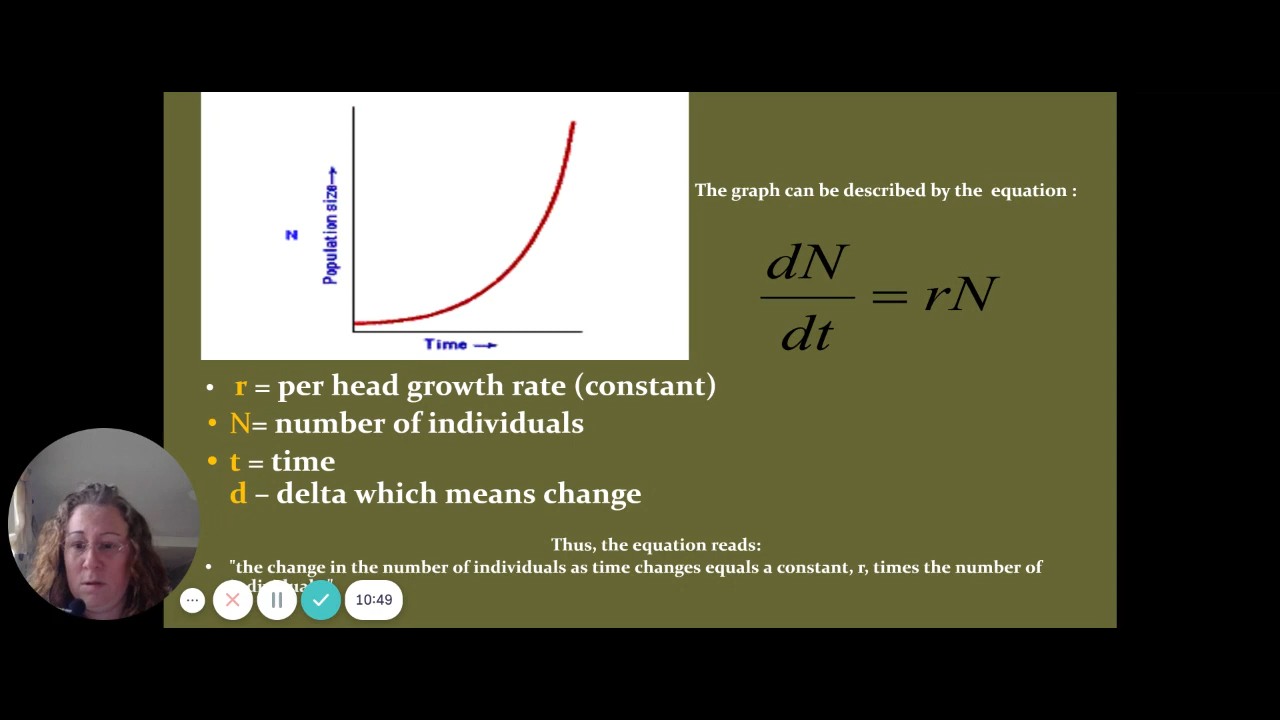 The graph can be described by the  equation :
N
Population size→
Time →
dN
dt
= rN
• r = per head growth rate (constant)
• N= number of individuals
• t = time
d – delta which means change
Thus, the equation reads:
• "the change in the number of individuals as time changes equals a constant, r, times the number of
10:49